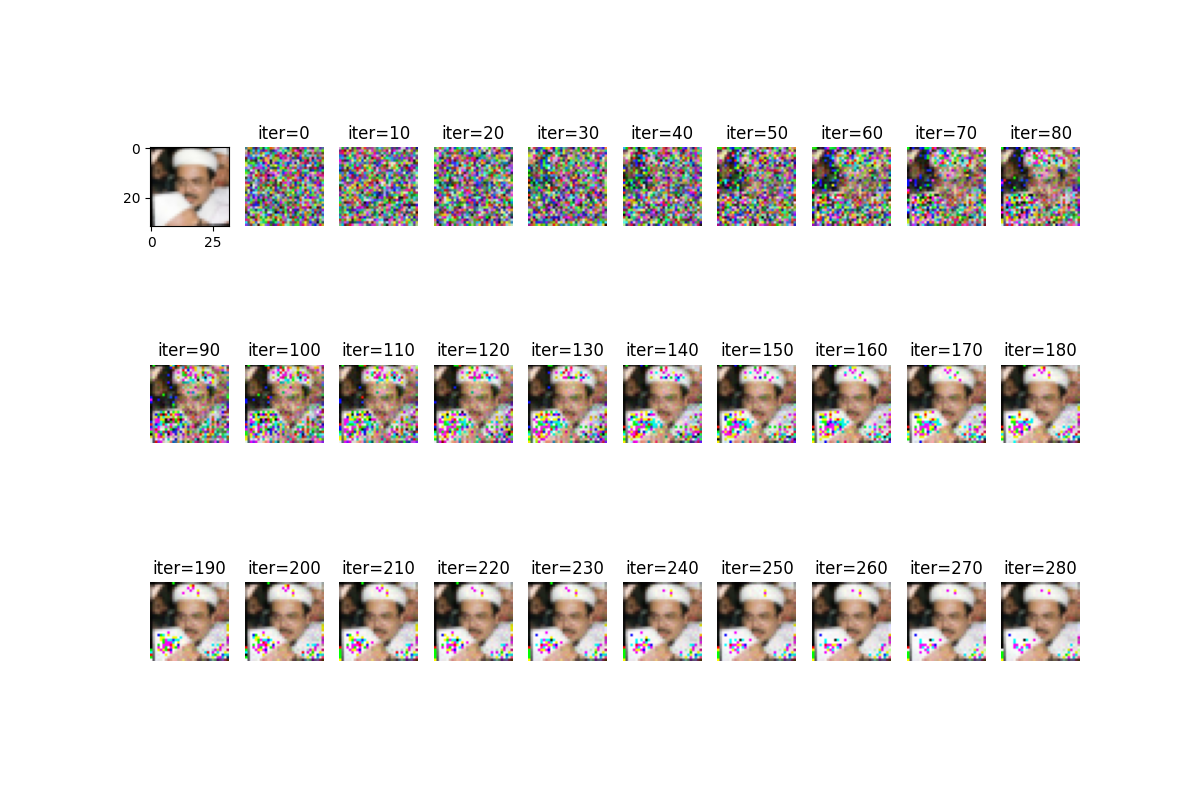 iter=0 iter=10 iter=20 iter=30 iter=40 iter=50 iter=60 iter=70 iter=80
0
20
0 25
iter=90 iter=100 iter=110 iter=120 iter=130 iter=140 iter=150 iter=160 iter=170 iter=180
iter=190 iter=200 iter=210 iter=220 iter=230 iter=240 iter=250 iter=260 iter=270 iter=280